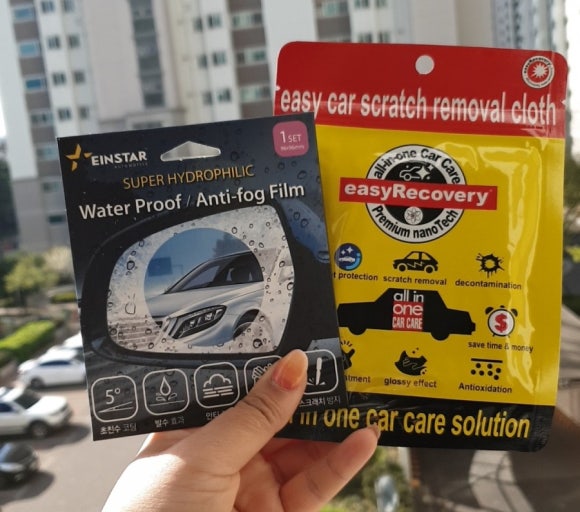 EINSTAR
1 SET
SUPER HYDROPHILIC
Water Proof / Anti-fog Film
5°
초친수 코팅
발수 효과
방지
easy car scratch removal cloth
all-in-one Car Care
easyRecovery
Premium nanoTech
protection
scratch removal
decontamination
all in
one
CAR CARE
$
save time & money
glossy effect
Antioxidation
in one car care solution